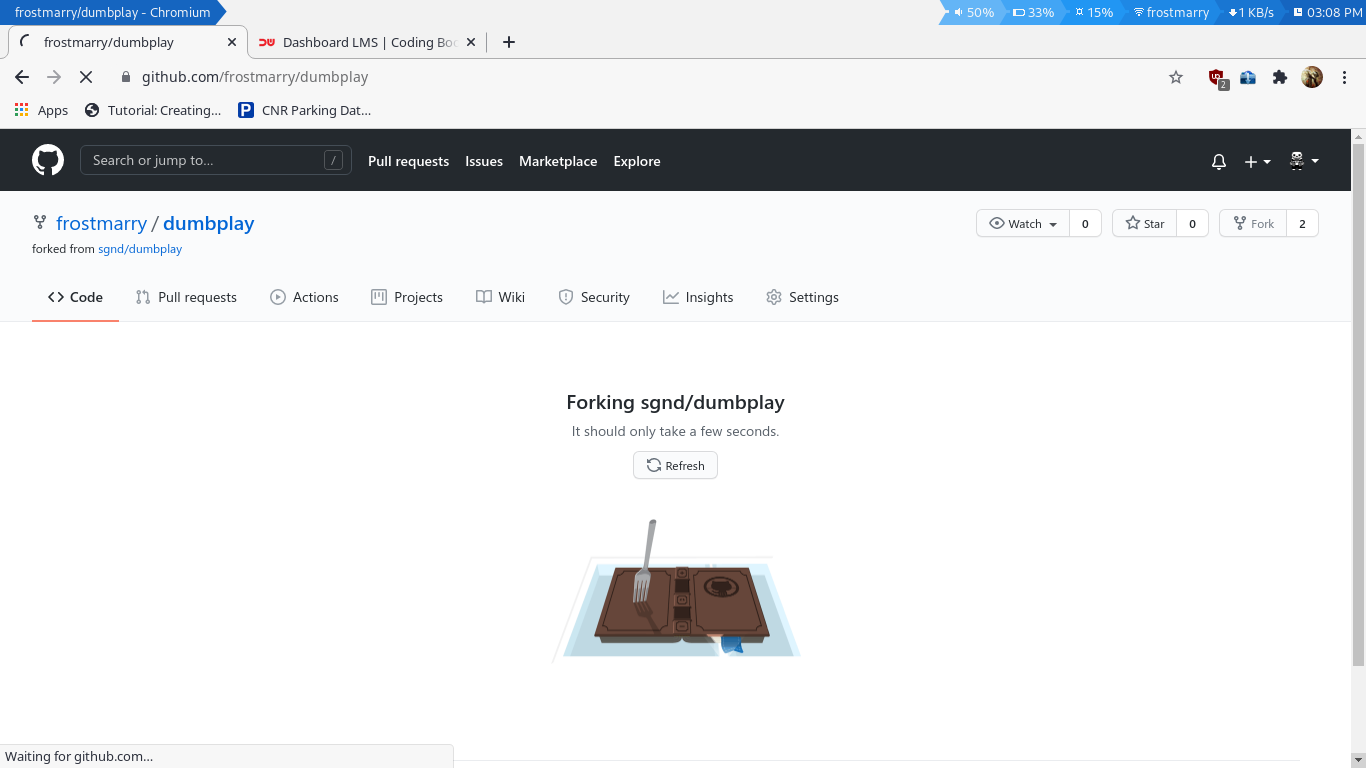 frostmarry/dumbplay - Chromium 50% 33% 15% frostmarry 1 KB/s 03:08 PM
frostmarry/dumbplay Dashboard LMS | Coding Boo
github.com/frostmarry/dumbplay 2
Apps Tutorial: Creating... CNR Parking Dat...
Search or jump to... / Pull requests Issues Marketplace Explore
frostmarry / dumbplay Watch 0 Star 0 Fork 2
forked from sgnd/dumbplay
Code Pull requests Actions Projects Wiki Security Insights Settings
Forking sgnd/dumbplay
It should only take a few seconds.
Refresh
Waiting for github.com...